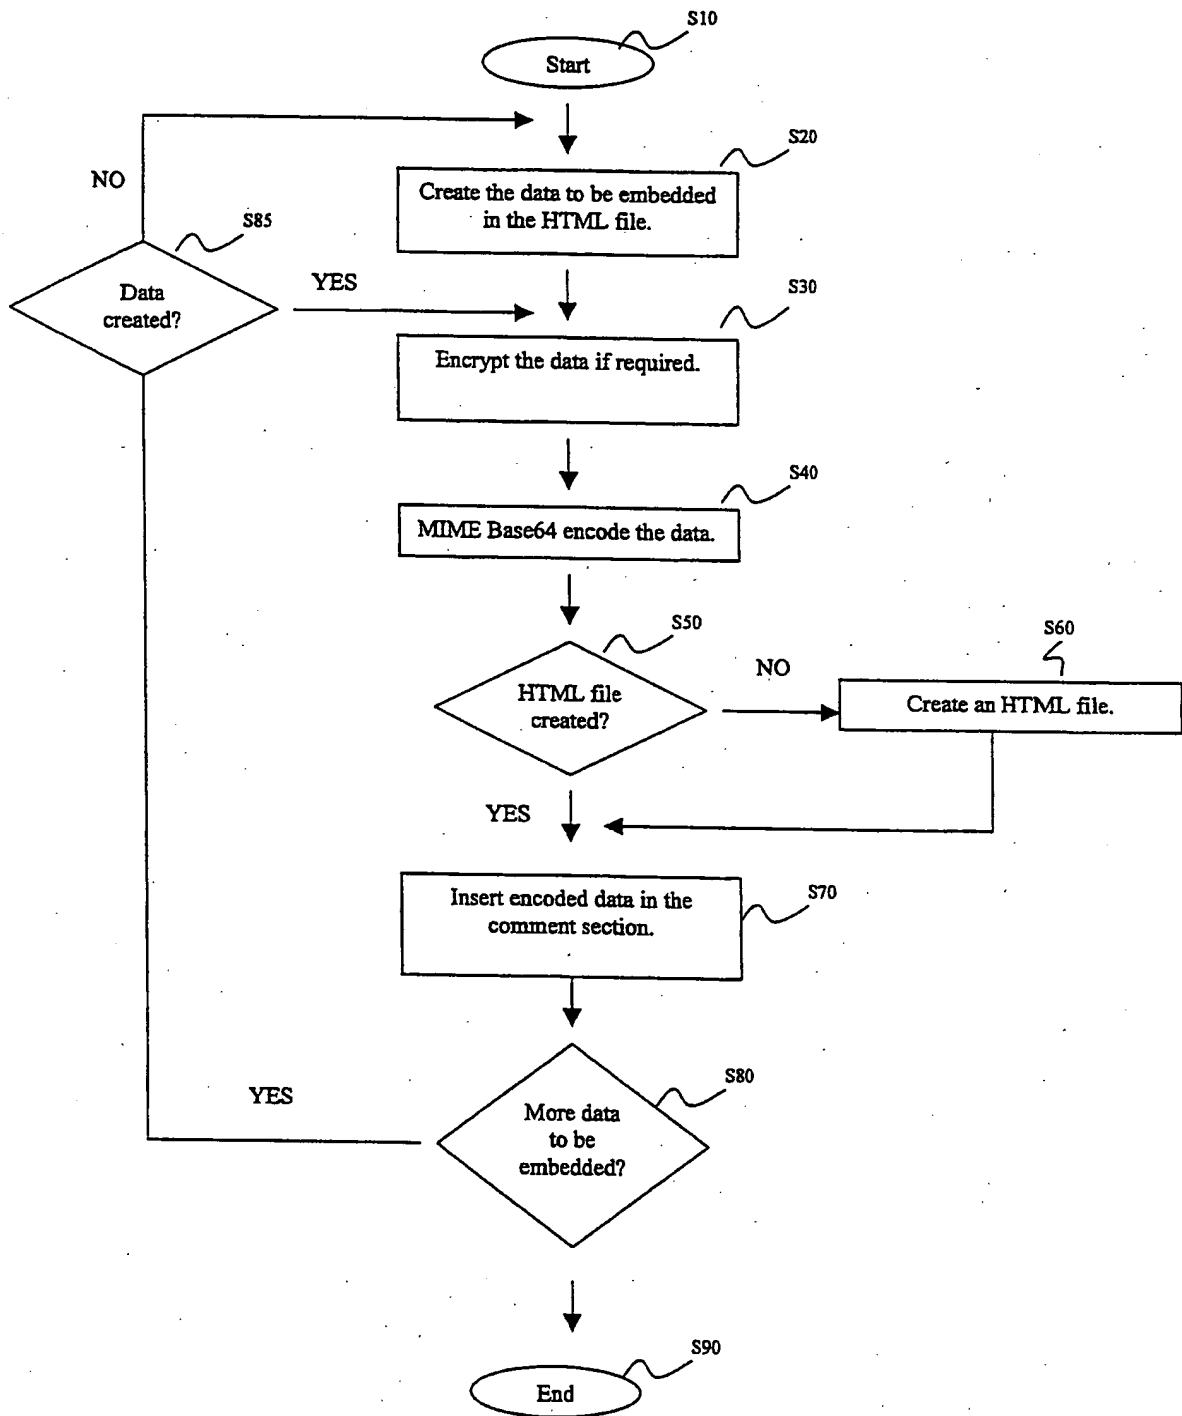 S10
Start
S20
NO
Create the data to be embedded
in the HTML file.
S85
Data
created?
YES
S30
Encrypt the data if required.
S40
MIME Base64 encode the data.
S50
HTML file
created?
NO
S60
Create an HTML file.
YES
Insert encoded data in the
comment section.
S70
YES
S80
More data
to be
embedded?
S90
End